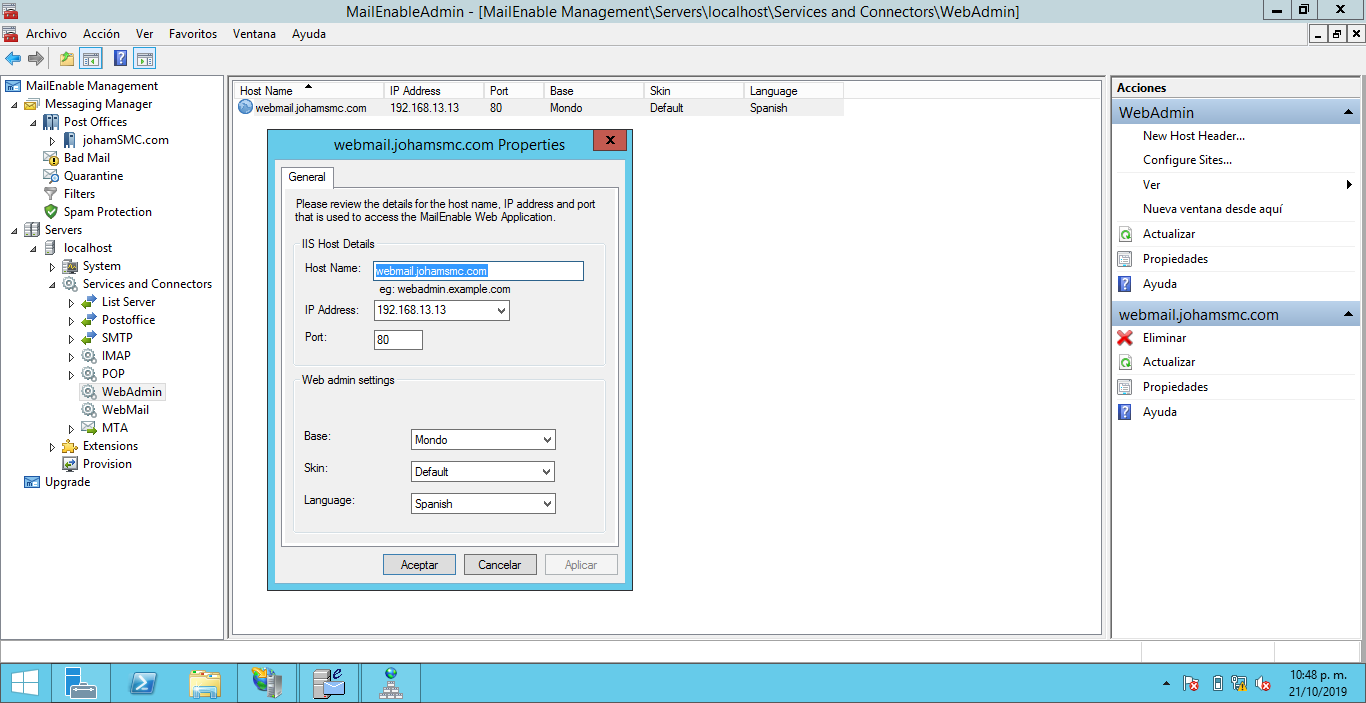 MailEnableAdmin - [MailEnable Management\Servers\localhost\Services and Connectors\WebAdmin]
Archivo Acción Ver Favoritos Ventana Ayuda
MailEnable Management
Messaging Manager
Post Offices
johamSMC.com
Bad Mail
Quarantine
Filters
Spam Protection
Servers
localhost
System
Services and Connectors
List Server
Postoffice
SMTP
IMAP
POP
WebAdmin
WebMail
MTA
Extensions
Provision
Upgrade
Host Name IP Address Port Base Skin Language
webmail.johamsmc.com 192.168.13.13 80 Mondo Default Spanish
webmail.johamsmc.com Properties
General
Please review the details for the host name, IP address and port
that is used to access the MailEnable Web Application.
IIS Host Details
Host Name: webmail.johamsmc.com
eg: webadmin.example.com
IP Address: 192.168.13.13
Port: 80
Web admin settings
Base: Mondo
Skin: Default
Language: Spanish
Aceptar Cancelar Aplicar
Acciones
WebAdmin
New Host Header...
Configure Sites...
Ver
Nueva ventana desde aquí
Actualizar
Propiedades
Ayuda
webmail.johamsmc.com
Eliminar
Actualizar
Propiedades
Ayuda
10:48 p. m.
21/10/2019